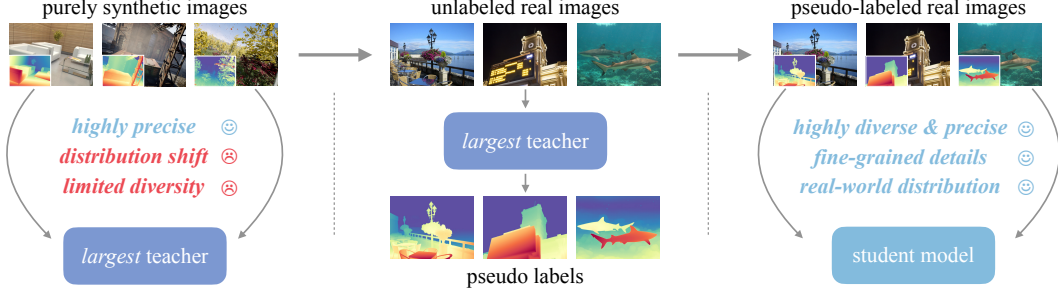 purely synthetic images
highly precise
distribution shift
limited diversity
largest teacher
unlabeled real images
largest teacher
pseudo labels
pseudo-labeled real images
highly diverse & precise
fine-grained details
real-world distribution
student model